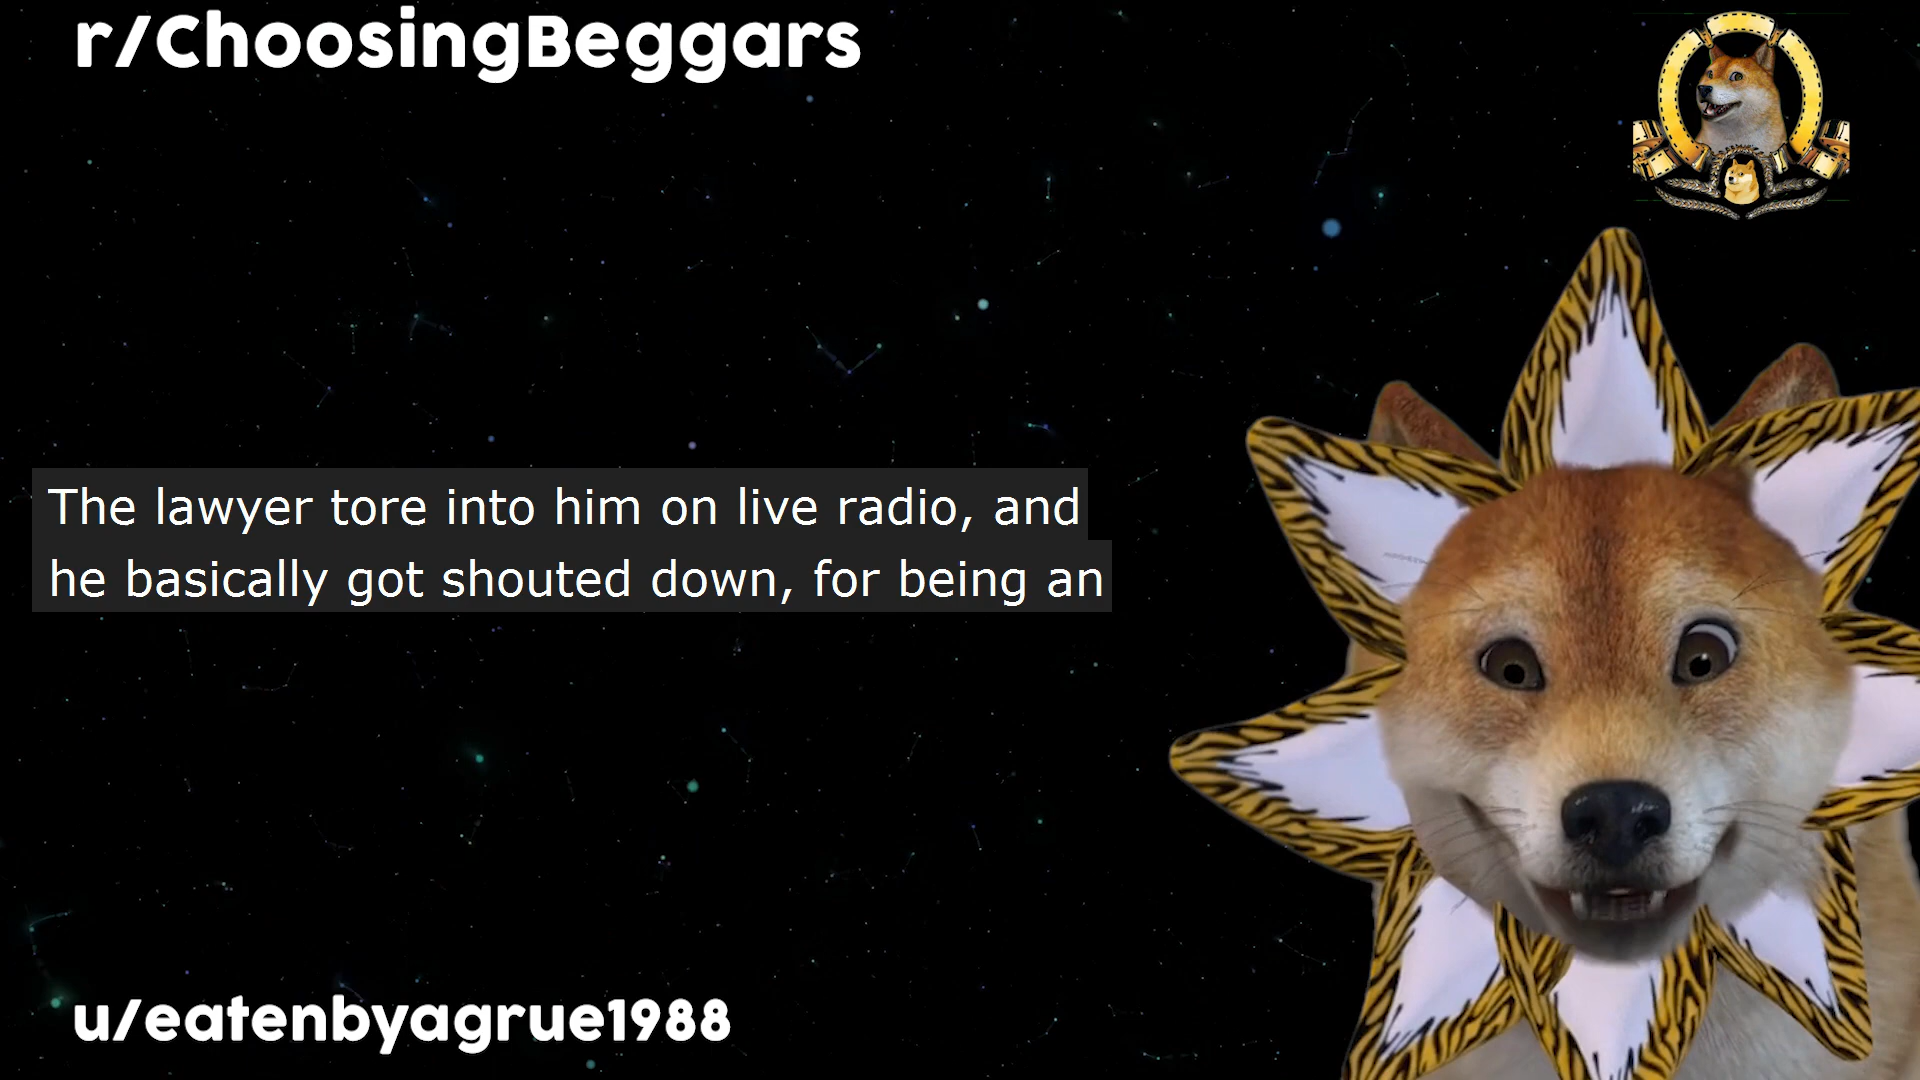 r/ChoosingBeggars
The lawyer tore into him on live radio, and
he basically got shouted down, for being an
u/eatenbyagrue1988